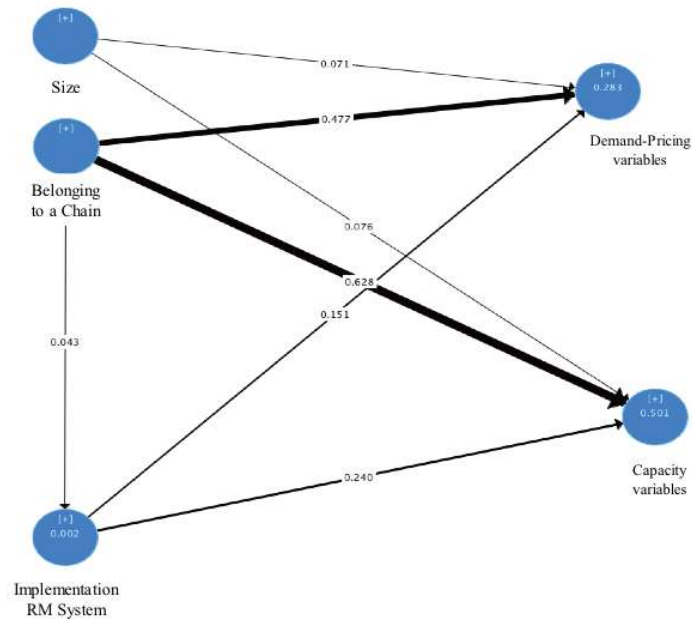 [+]
Size
0.071
[+]
0.283
Demand-Pricing
variables
[+]
0.477
Belonging
to a Chain
0.076
0.628
0.151
0.043
[+]
0.501
Capacity
variables
0.240
[+]
0.002
Implementation
RM System